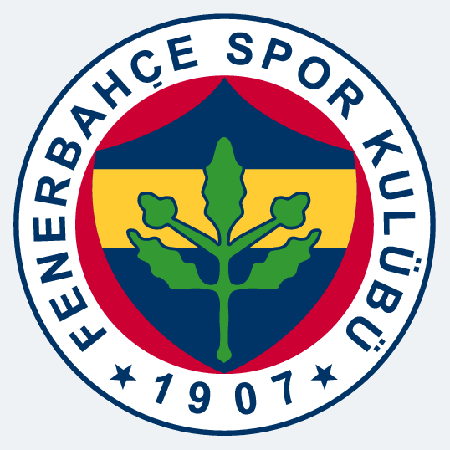 FENERBAHÇE SPOR KULÜBÜ
★ 1907 ★